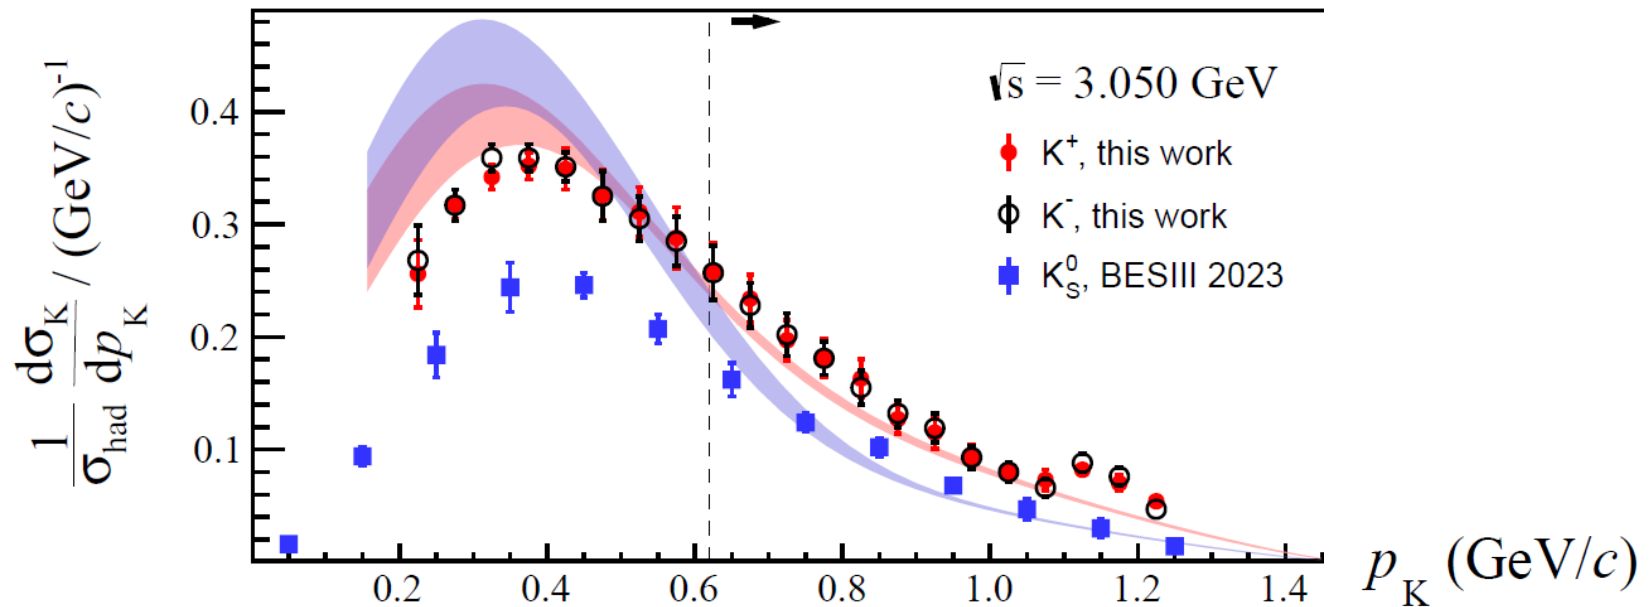 1/σ_had dσ_K/dp_K / (GeV/c)^-1
√s = 3.050 GeV
K^+, this work
K^-, this work
K_S^0, BESIII 2023
0.4
0.3
0.2
0.1
0.2 0.4 0.6 0.8 1.0 1.2 1.4
p_K (GeV/c)